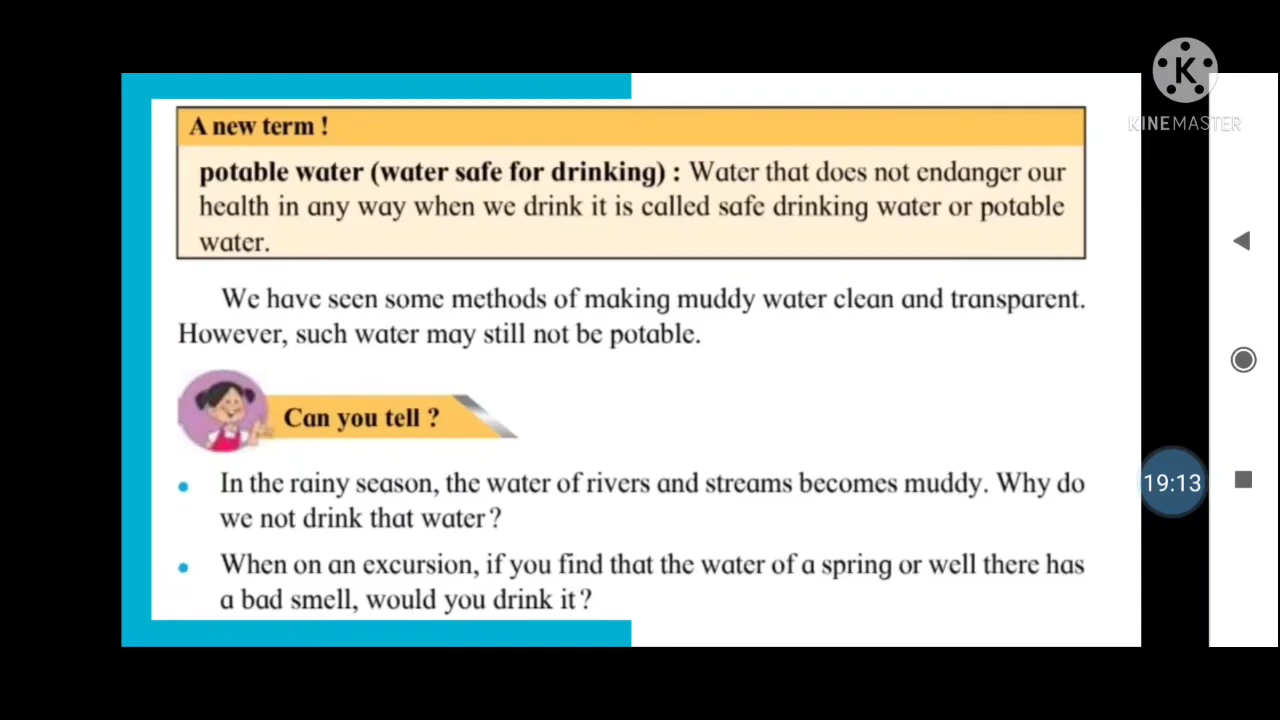 K
KINEMASTER
A new term !
potable water (water safe for drinking) : Water that does not endanger our
health in any way when we drink it is called safe drinking water or potable
water.
We have seen some methods of making muddy water clean and transparent.
However, such water may still not be potable.
Can you tell ?
• In the rainy season, the water of rivers and streams becomes muddy. Why do
we not drink that water?
19:13
• When on an excursion, if you find that the water of a spring or well there has
a bad smell, would you drink it?